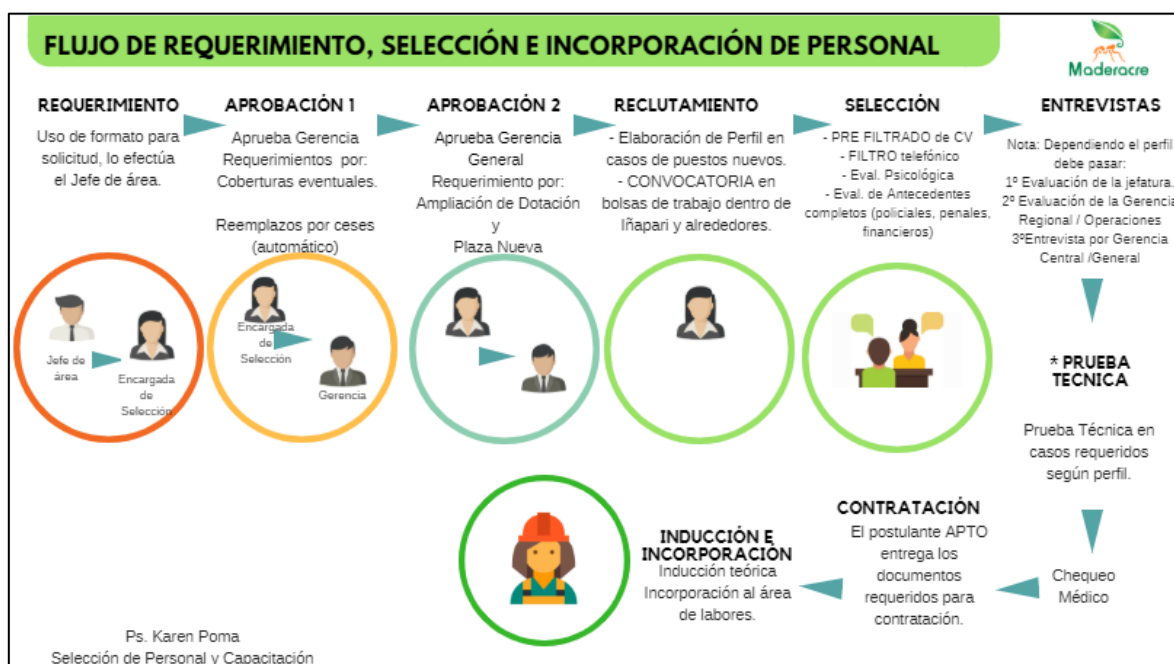 FLUJO DE REQUERIMIENTO, SELECCIÓN E INCORPORACIÓN DE PERSONAL
Maderacre
REQUERIMIENTO
Uso de formato para
solicitud, lo efectúa
el Jefe de área.
APROBACIÓN 1
Aprueba Gerencia
Requerimientos por:
Coberturas eventuales.
Reemplazos por ceses
(automático)
APROBACIÓN 2
Aprueba Gerencia
General
Requerimiento por:
Ampliación de Dotación
y
Plaza Nueva
RECLUTAMIENTO
- Elaboración de Perfil en
casos de puestos nuevos.
- CONVOCATORIA en
bolsas de trabajo dentro de
Iñapari y alrededores.
SELECCIÓN
- PRE FILTRADO de CV
- FILTRO telefónico
- Eval. Psicológica
- Eval. de Antecedentes
completos (policiales, penales,
financieros)
ENTREVISTAS
Nota: Dependiendo el perfil
debe pasar:
1º Evaluación de la jefatura.
2º Evaluación de la Gerencia
Regional / Operaciones
3ºEntrevista por Gerencia
Central /General
Jefe de
área
Encargada
de
Selección
Encargada
de
Selección
Gerencia
* PRUEBA
TECNICA
Prueba Técnica en
casos requeridos
según perfil.
Chequeo
Médico
CONTRATACIÓN
El postulante APTO
entrega los
documentos
requeridos para
contratación.
INDUCCIÓN E
INCORPORACIÓN
Inducción teórica
Incorporación al área
de labores.
Ps. Karen Poma
Selección de Personal y Capacitación